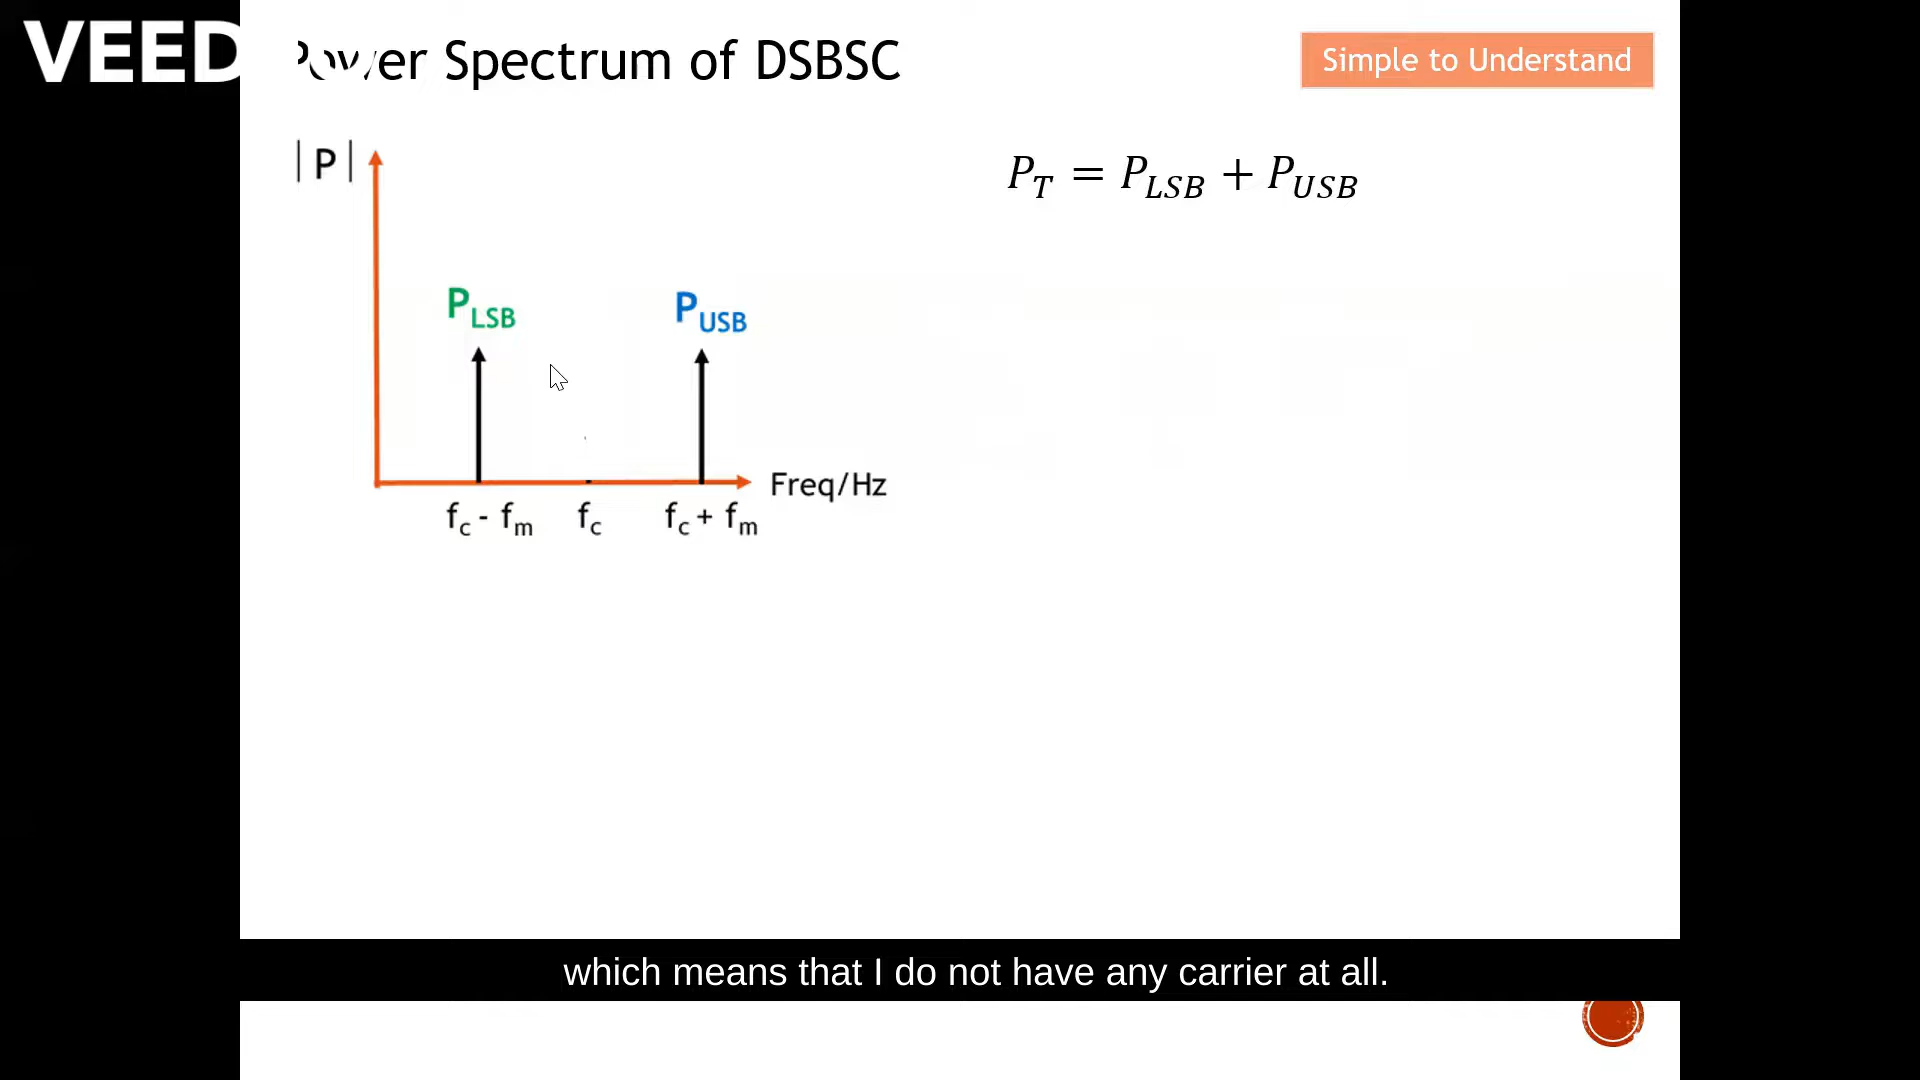 VEED
Power Spectrum of DSBSC
Simple to Understand
|P|
P_T = P_LSB + P_USB
P_LSB
P_USB
Freq/Hz
f_c - f_m
f_c
f_c + f_m
which means that I do not have any carrier at all.